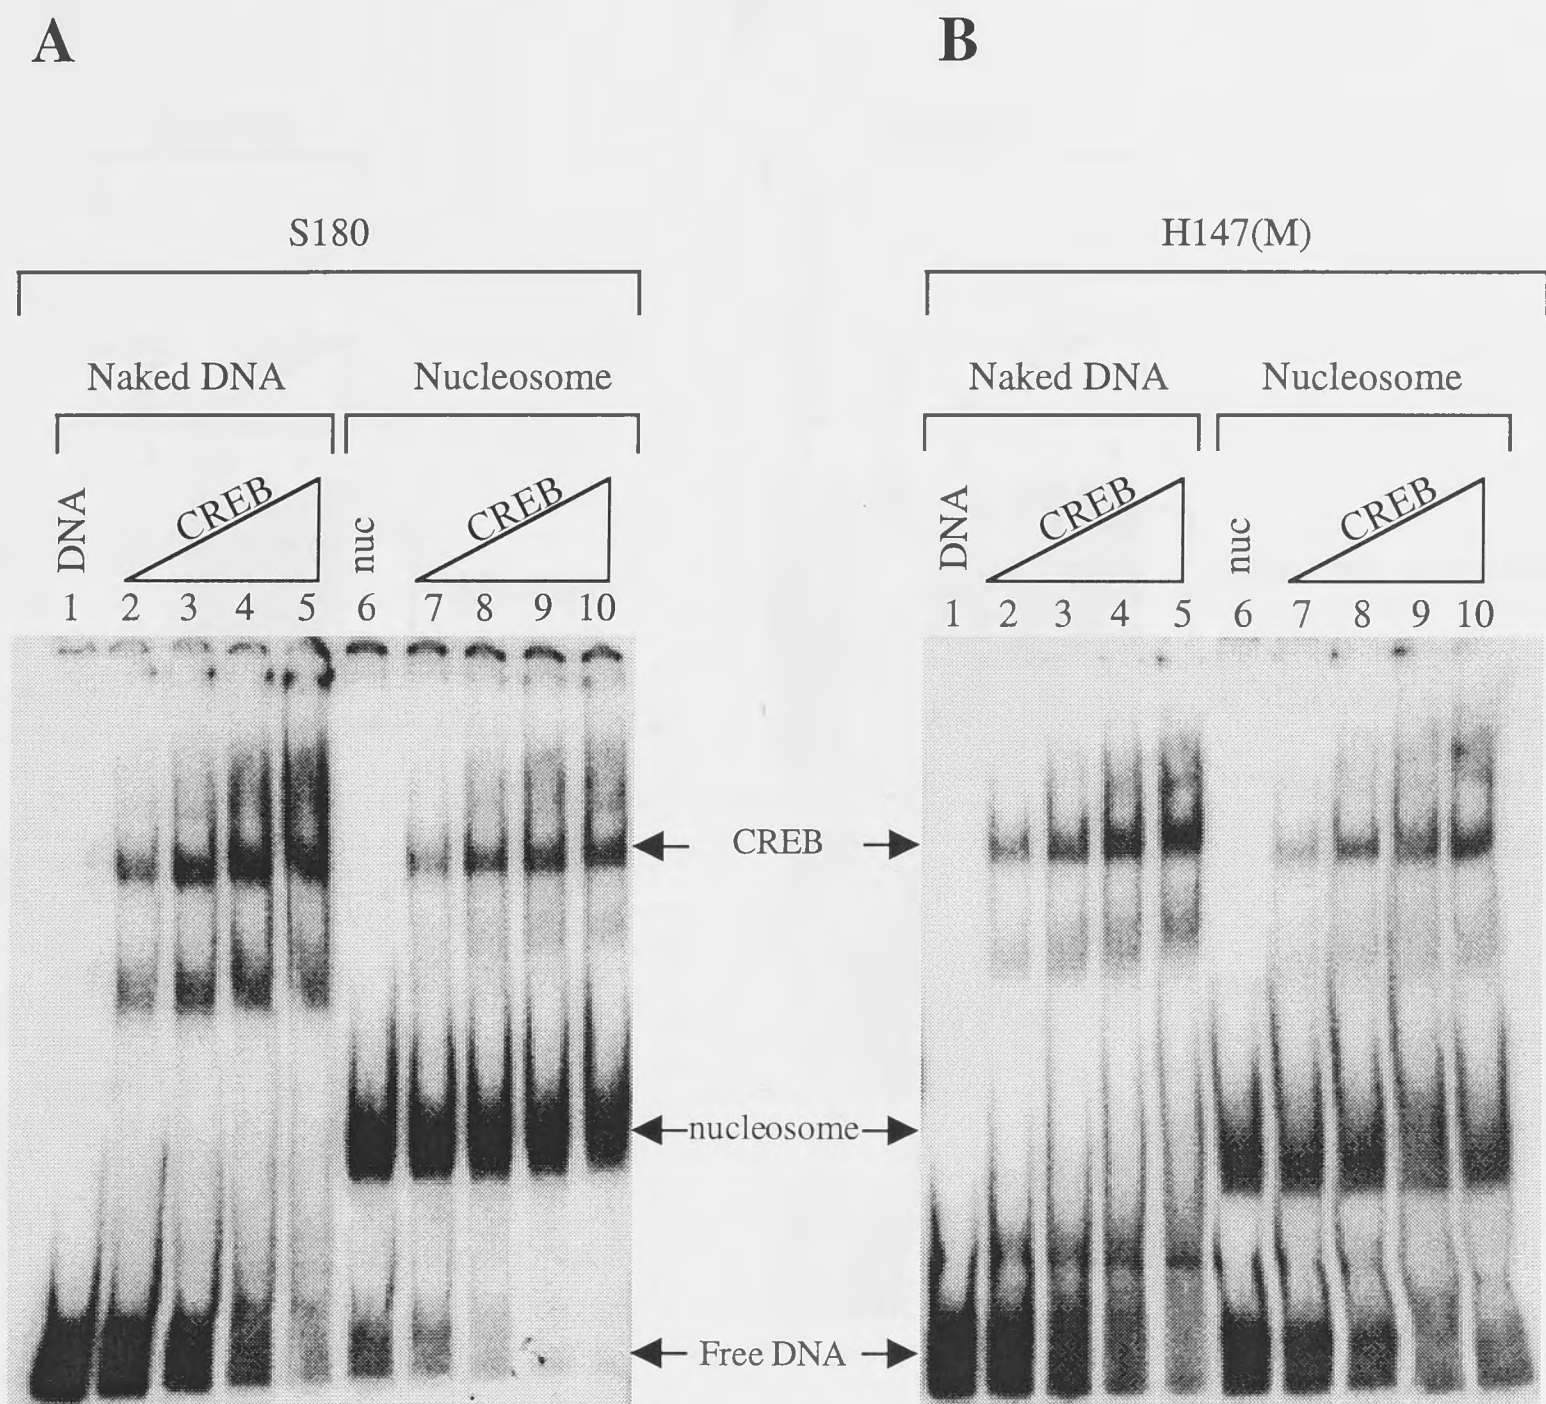 A B
S180 H147(M)
Naked DNA Nucleosome Naked DNA Nucleosome
DNA CREB nuc CREB DNA CREB nuc CREB
1 2 3 4 5 6 7 8 9 10 1 2 3 4 5 6 7 8 9 10
CREB
nucleosome
Free DNA